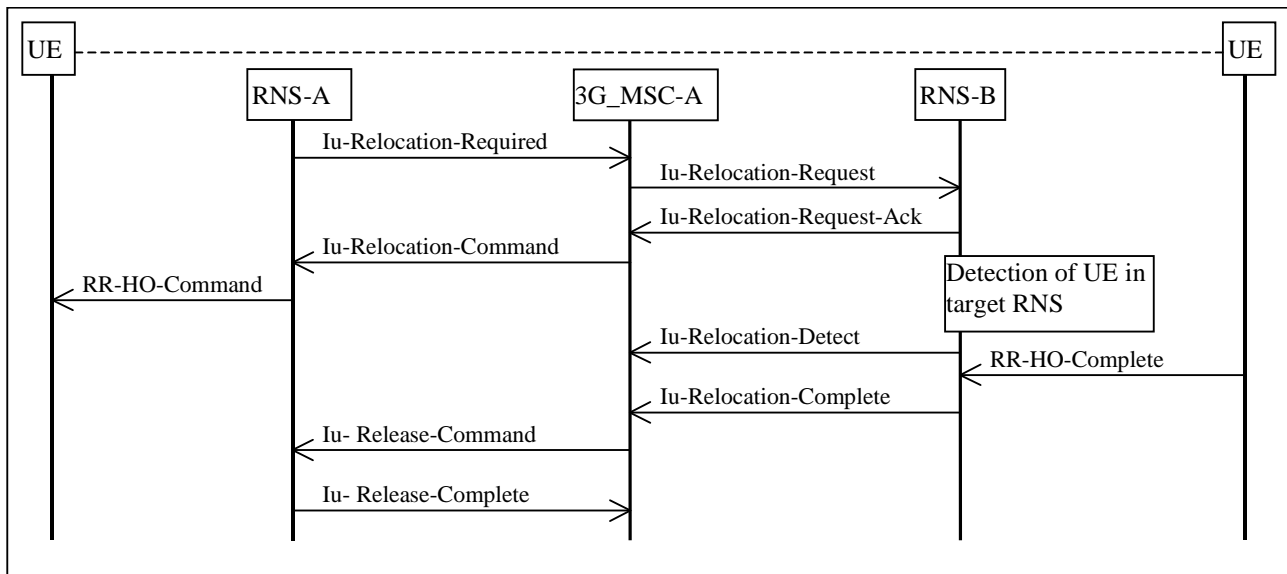 UE
UE
RNS-A
3G_MSC-A
RNS-B
Iu-Relocation-Required
Iu-Relocation-Request
Iu-Relocation-Request-Ack
Iu-Relocation-Command
Detection of UE in
target RNS
RR-HO-Command
Iu-Relocation-Detect
RR-HO-Complete
Iu-Relocation-Complete
Iu- Release-Command
Iu- Release-Complete